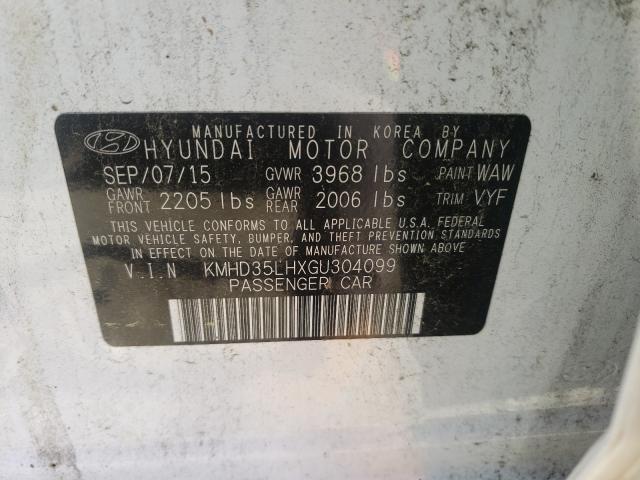 MANUFACTURED IN KOREA BY
HYUNDAI MOTOR COMPANY
SEP/07/15 GVWR 3968 lbs PAINT WAW
GAWR FRONT 2205 lbs GAWR REAR 2006 lbs TRIM VYF
THIS VEHICLE CONFORMS TO ALL APPLICABLE U.S.A. FEDERAL
MOTOR VEHICLE SAFETY, BUMPER, AND THEFT PREVENTION STANDARDS
IN EFFECT ON THE DATE OF MANUFACTURE SHOWN ABOVE
V.I.N KMHD35LHXGU304099
PASSENGER CAR